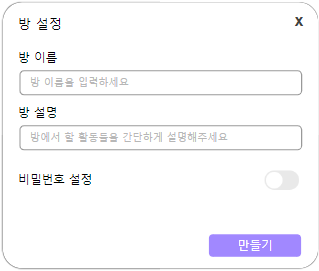 방 설정
x
방 이름
방 이름을 입력하세요
방 설명
방에서 할 활동들을 간단하게 설명해주세요
비밀번호 설정
만들기